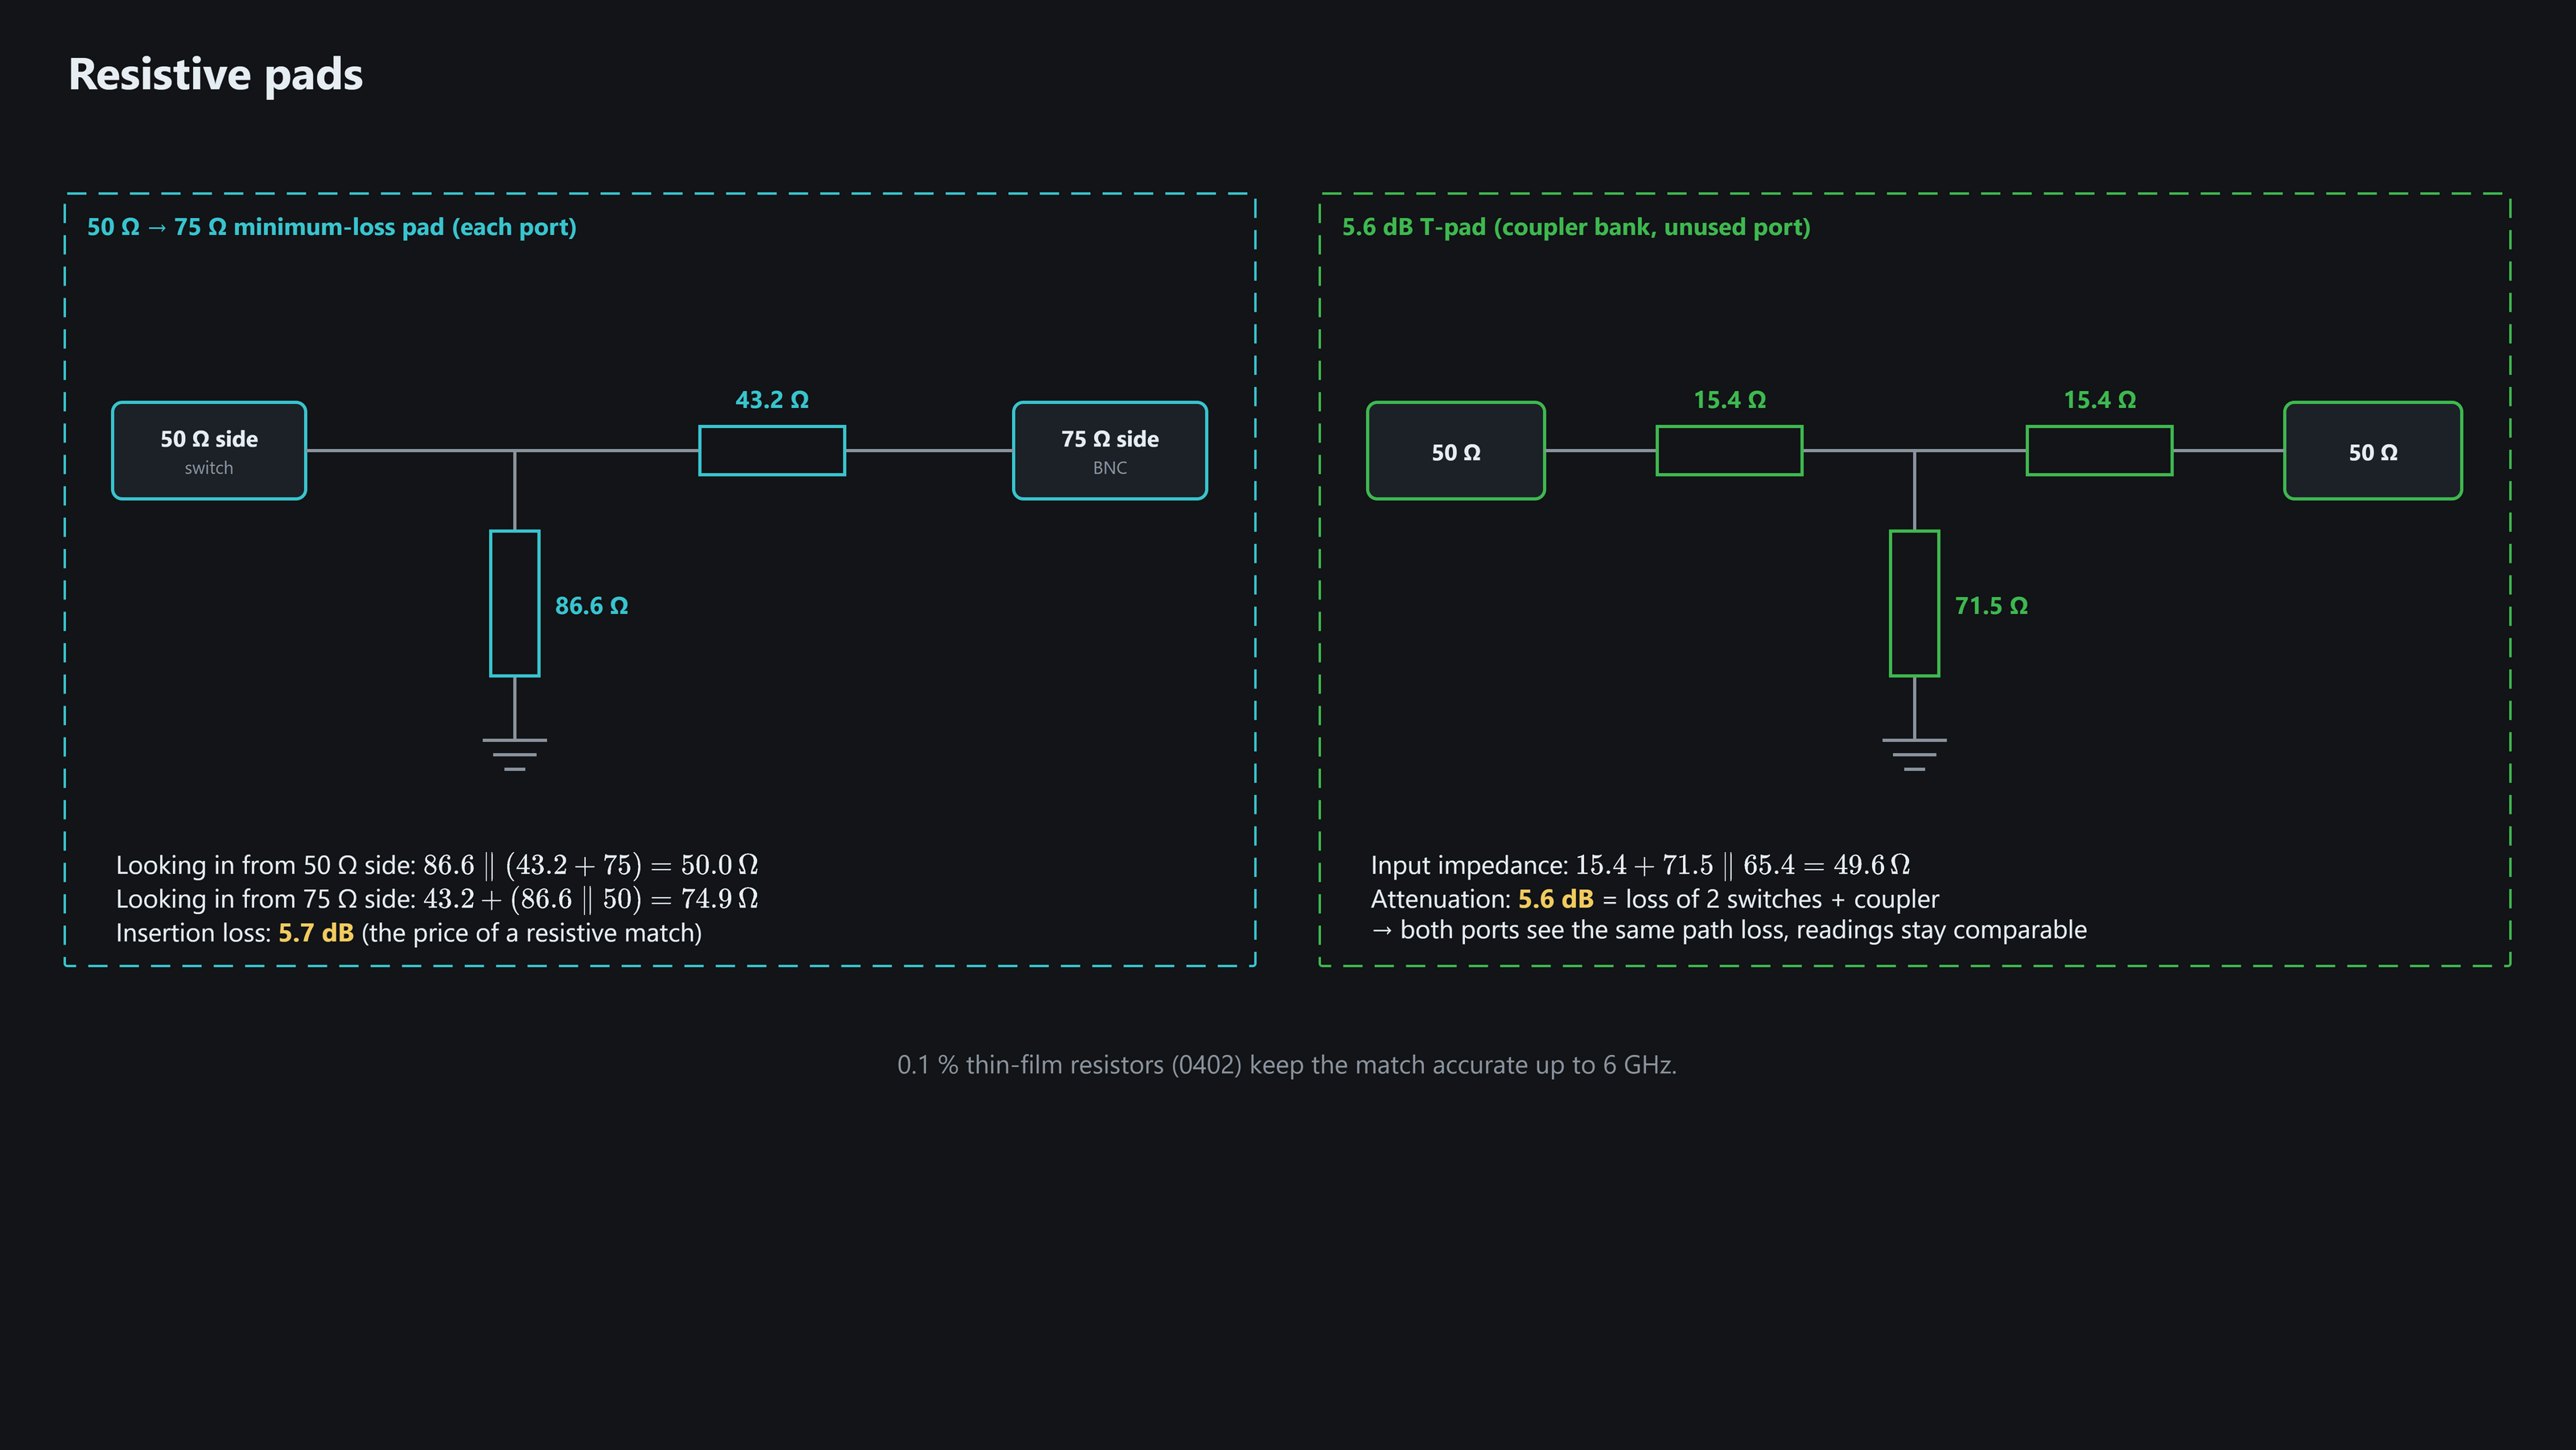 Resistive pads
50 Ω → 75 Ω minimum-loss pad (each port)
43.2 Ω
50 Ω side
switch
75 Ω side
BNC
86.6 Ω
Looking in from 50 Ω side: 86.6 ∥ (43.2 + 75) = 50.0 Ω
Looking in from 75 Ω side: 43.2 + (86.6 ∥ 50) = 74.9 Ω
Insertion loss: 5.7 dB (the price of a resistive match)
5.6 dB T-pad (coupler bank, unused port)
15.4 Ω
15.4 Ω
50 Ω
50 Ω
71.5 Ω
Input impedance: 15.4 + 71.5 ∥ 65.4 = 49.6 Ω
Attenuation: 5.6 dB = loss of 2 switches + coupler
→ both ports see the same path loss, readings stay comparable
0.1 % thin-film resistors (0402) keep the match accurate up to 6 GHz.